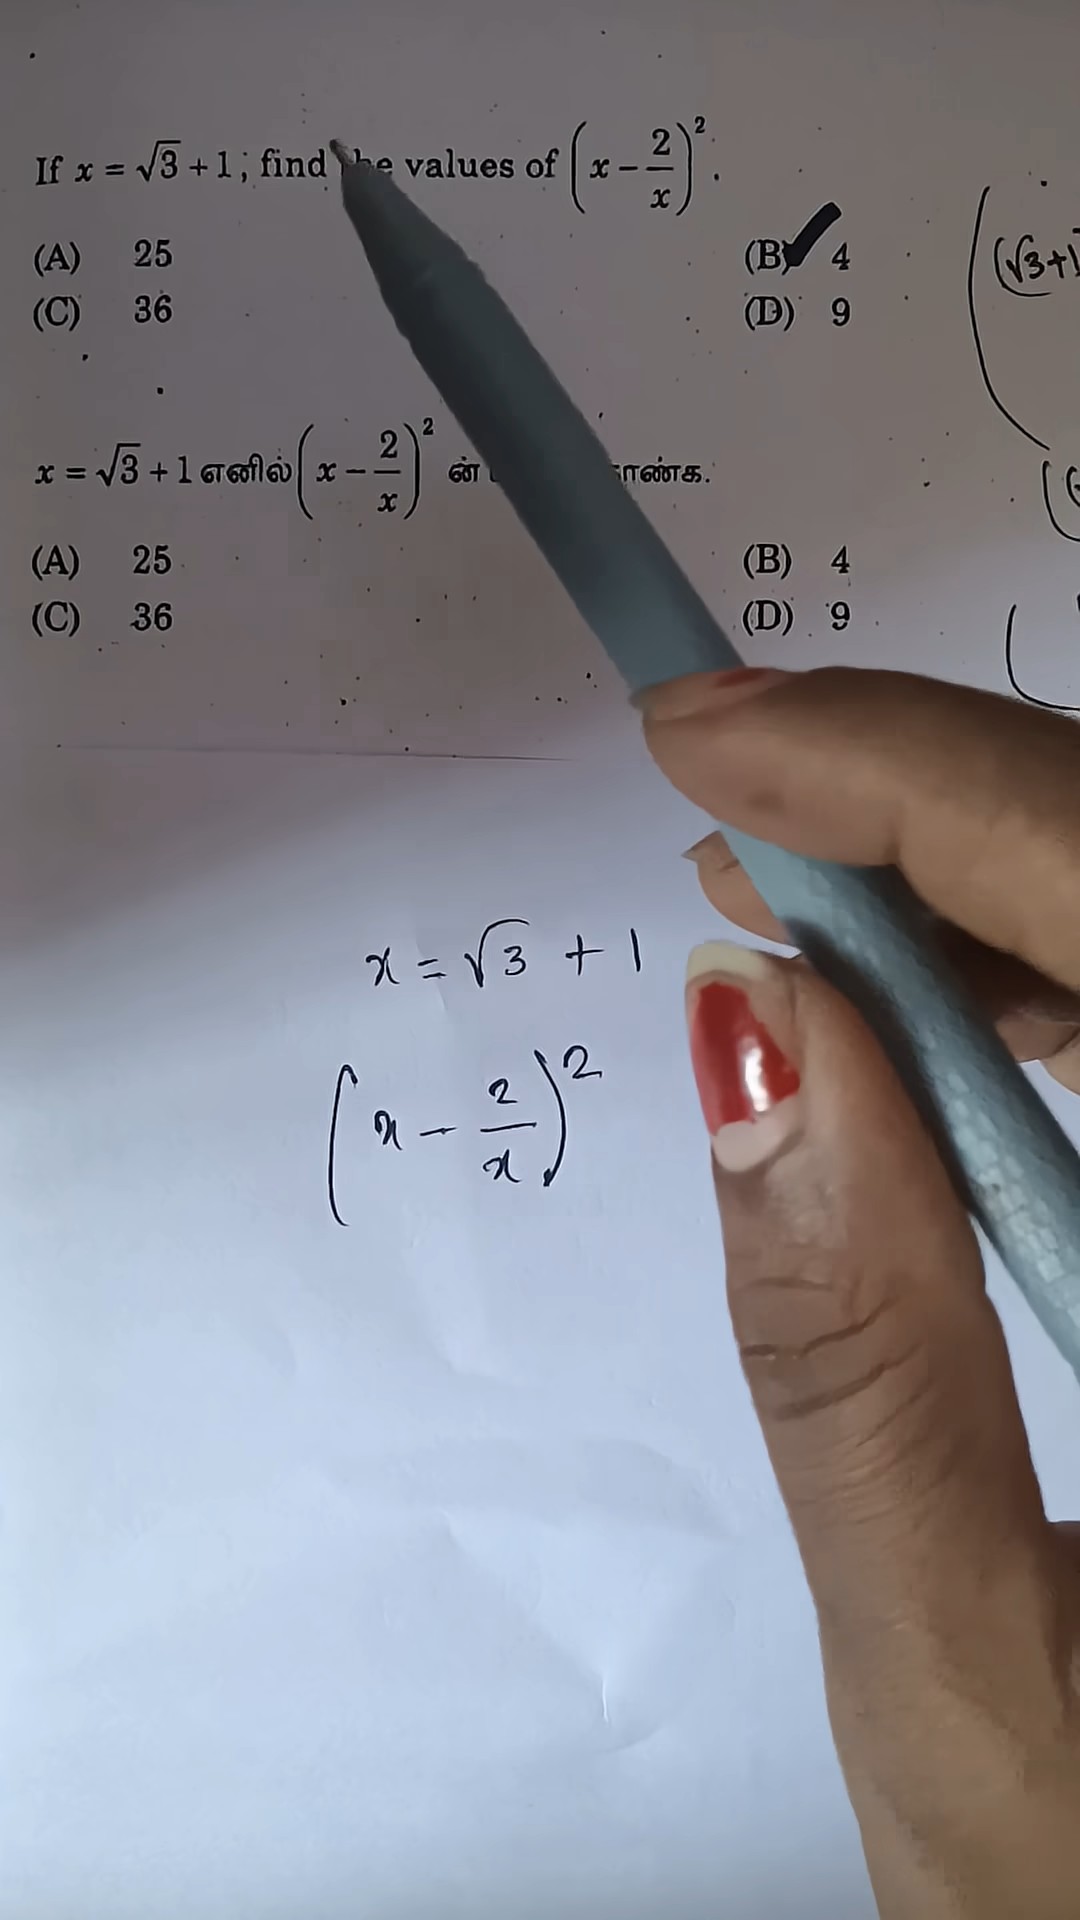 If x = √3 + 1; find the values of (x − 2/x)².
(A) 25 (B) 4
(C) 36 (D) 9
x = √3 + 1 எனில் (x − 2/x)² ன்
(A) 25 (B) 4
(C) 36 (D) 9
(√3+1
x = √3 + 1
(x − 2/x)²